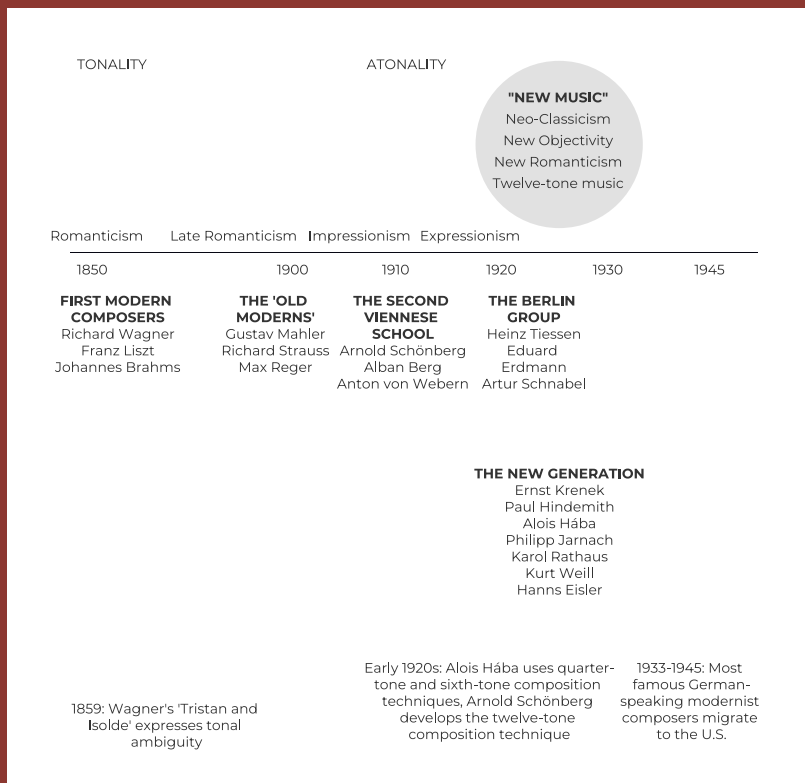 TONALITY
ATONALITY
"NEW MUSIC"
Neo-Classicism
New Objectivity
New Romanticism
Twelve-tone music
Romanticism
Late Romanticism
Impressionism
Expressionism
1850
1900
1910
1920
1930
1945
FIRST MODERN
COMPOSERS
Richard Wagner
Franz Liszt
Johannes Brahms
THE 'OLD
MODERNS'
Gustav Mahler
Richard Strauss
Max Reger
THE SECOND
VIENNESE
SCHOOL
Arnold Schönberg
Alban Berg
Anton von Webern
THE BERLIN
GROUP
Heinz Tiessen
Eduard
Erdmann
Artur Schnabel
THE NEW GENERATION
Ernst Krenek
Paul Hindemith
Alois Hába
Philipp Jarnach
Karol Rathaus
Kurt Weill
Hanns Eisler
1859: Wagner's 'Tristan and
Isolde' expresses tonal
ambiguity
Early 1920s: Alois Hába uses quarter-
tone and sixth-tone composition
techniques, Arnold Schönberg
develops the twelve-tone
composition technique
1933-1945: Most
famous German-
speaking modernist
composers migrate
to the U.S.